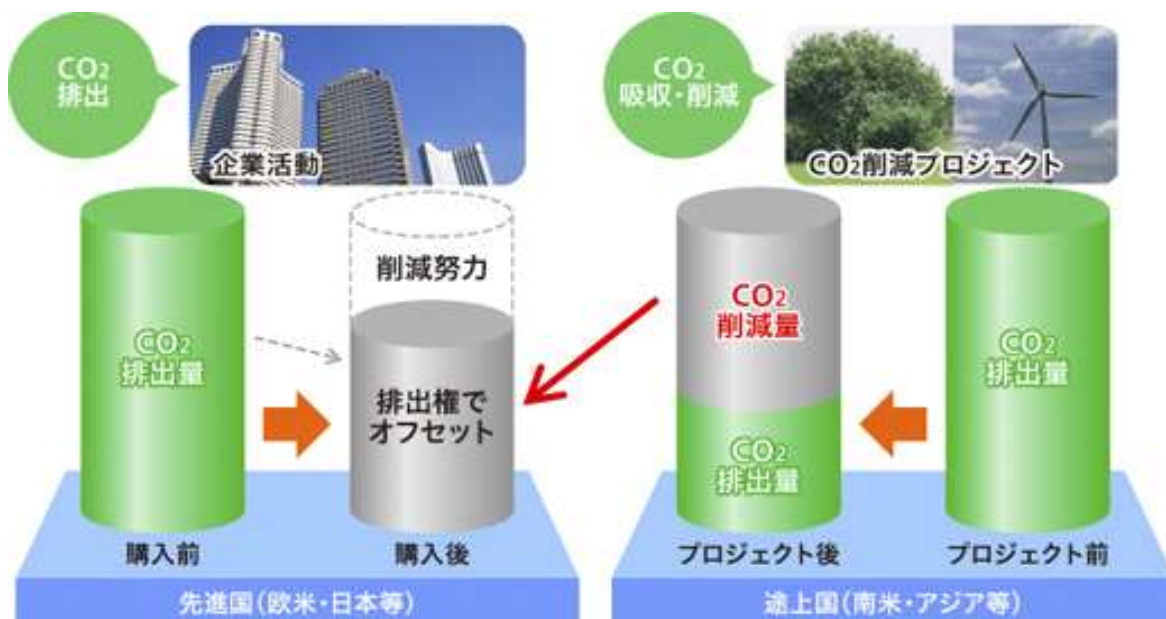 CO2
排出
企業活動
CO2
吸収・削減
CO2削減プロジェクト
CO2
排出量
削減努力
排出権で
オフセット
CO2
削減量
CO2
排出量
CO2
排出量
購入前
購入後
プロジェクト後
プロジェクト前
先進国(欧米・日本等)
途上国(南米・アジア等)